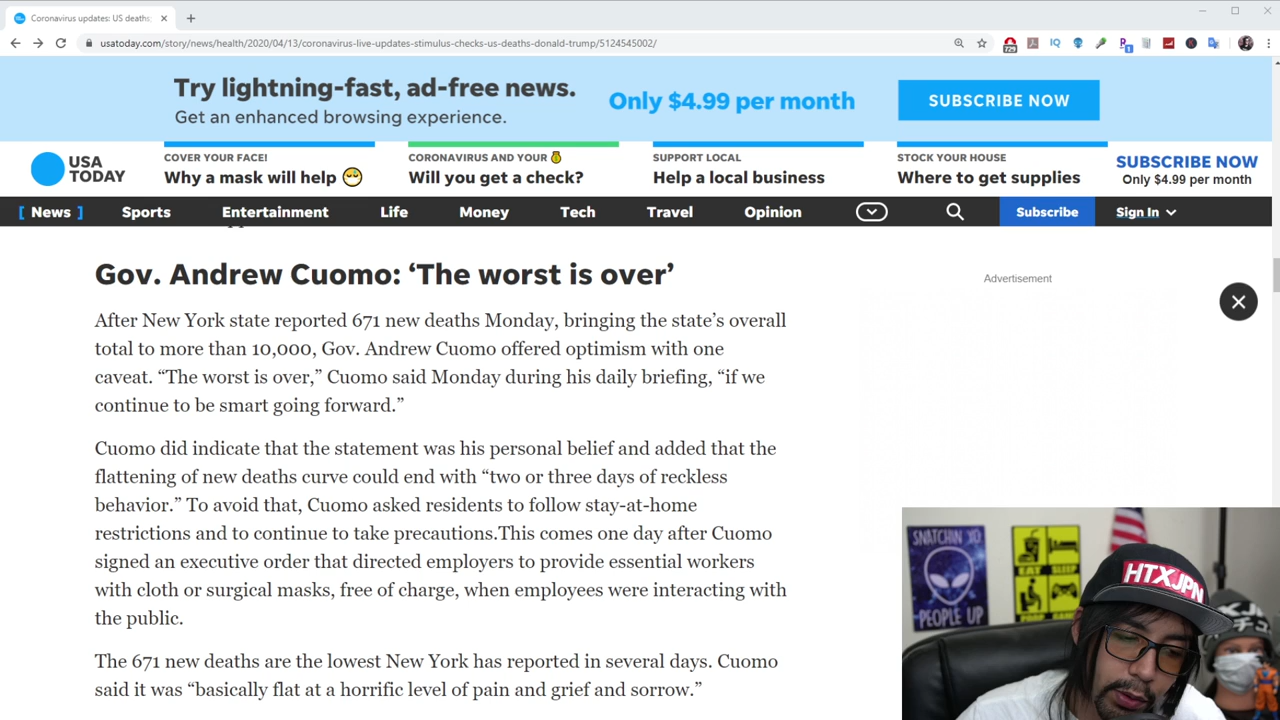 Coronavirus updates: US deaths:
usatoday.com/story/news/health/2020/04/13/coronavirus-live-updates-stimulus-checks-us-deaths-donald-trump/5124545002/
Try lightning-fast, ad-free news.
Get an enhanced browsing experience.
Only $4.99 per month
SUBSCRIBE NOW
USA TODAY
COVER YOUR FACE!
Why a mask will help
CORONAVIRUS AND YOUR
Will you get a check?
SUPPORT LOCAL
Help a local business
STOCK YOUR HOUSE
Where to get supplies
SUBSCRIBE NOW
Only $4.99 per month
[ News ] Sports Entertainment Life Money Tech Travel Opinion Subscribe Sign In
Gov. Andrew Cuomo: ‘The worst is over’
Advertisement
After New York state reported 671 new deaths Monday, bringing the state’s overall
total to more than 10,000, Gov. Andrew Cuomo offered optimism with one
caveat. “The worst is over,” Cuomo said Monday during his daily briefing, “if we
continue to be smart going forward.”
Cuomo did indicate that the statement was his personal belief and added that the
flattening of new deaths curve could end with “two or three days of reckless
behavior.” To avoid that, Cuomo asked residents to follow stay-at-home
restrictions and to continue to take precautions.This comes one day after Cuomo
signed an executive order that directed employers to provide essential workers
with cloth or surgical masks, free of charge, when employees were interacting with
the public.
The 671 new deaths are the lowest New York has reported in several days. Cuomo
said it was “basically flat at a horrific level of pain and grief and sorrow.”
SNATCHIN YO
PEOPLE UP
EAT SLEEP
HTXJPN